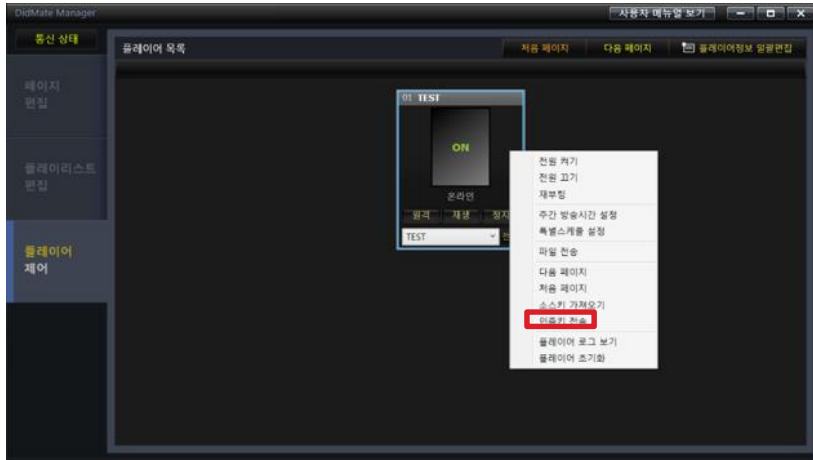 DidMate Manager
사용자 메뉴얼 보기
통신 상태
플레이어 목록
처음 페이지
다음 페이지
플레이어정보 일괄편집
페이지
편집
플레이리스트
편집
플레이어
제어
01 TEST
ON
온라인
원격
재생
정지
TEST
전원 켜기
전원 끄기
재부팅
주간 방송시간 설정
특별스케줄 설정
파일 전송
다음 페이지
처음 페이지
소스키 가져오기
인증키 전송
플레이어 로그 보기
플레이어 초기화